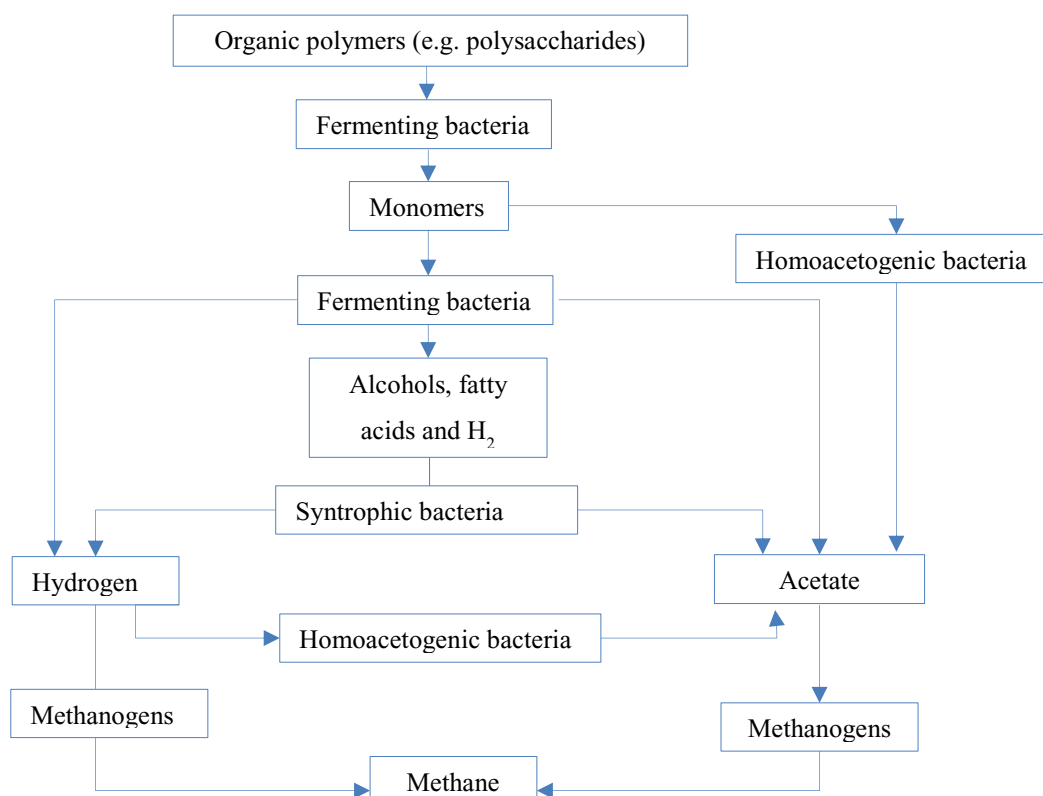 Organic polymers (e.g. polysaccharides)
Fermenting bacteria
Monomers
Homoacetogenic bacteria
Fermenting bacteria
Alcohols, fatty
acids and H₂
Syntrophic bacteria
Hydrogen
Acetate
Homoacetogenic bacteria
Methanogens
Methanogens
Methane